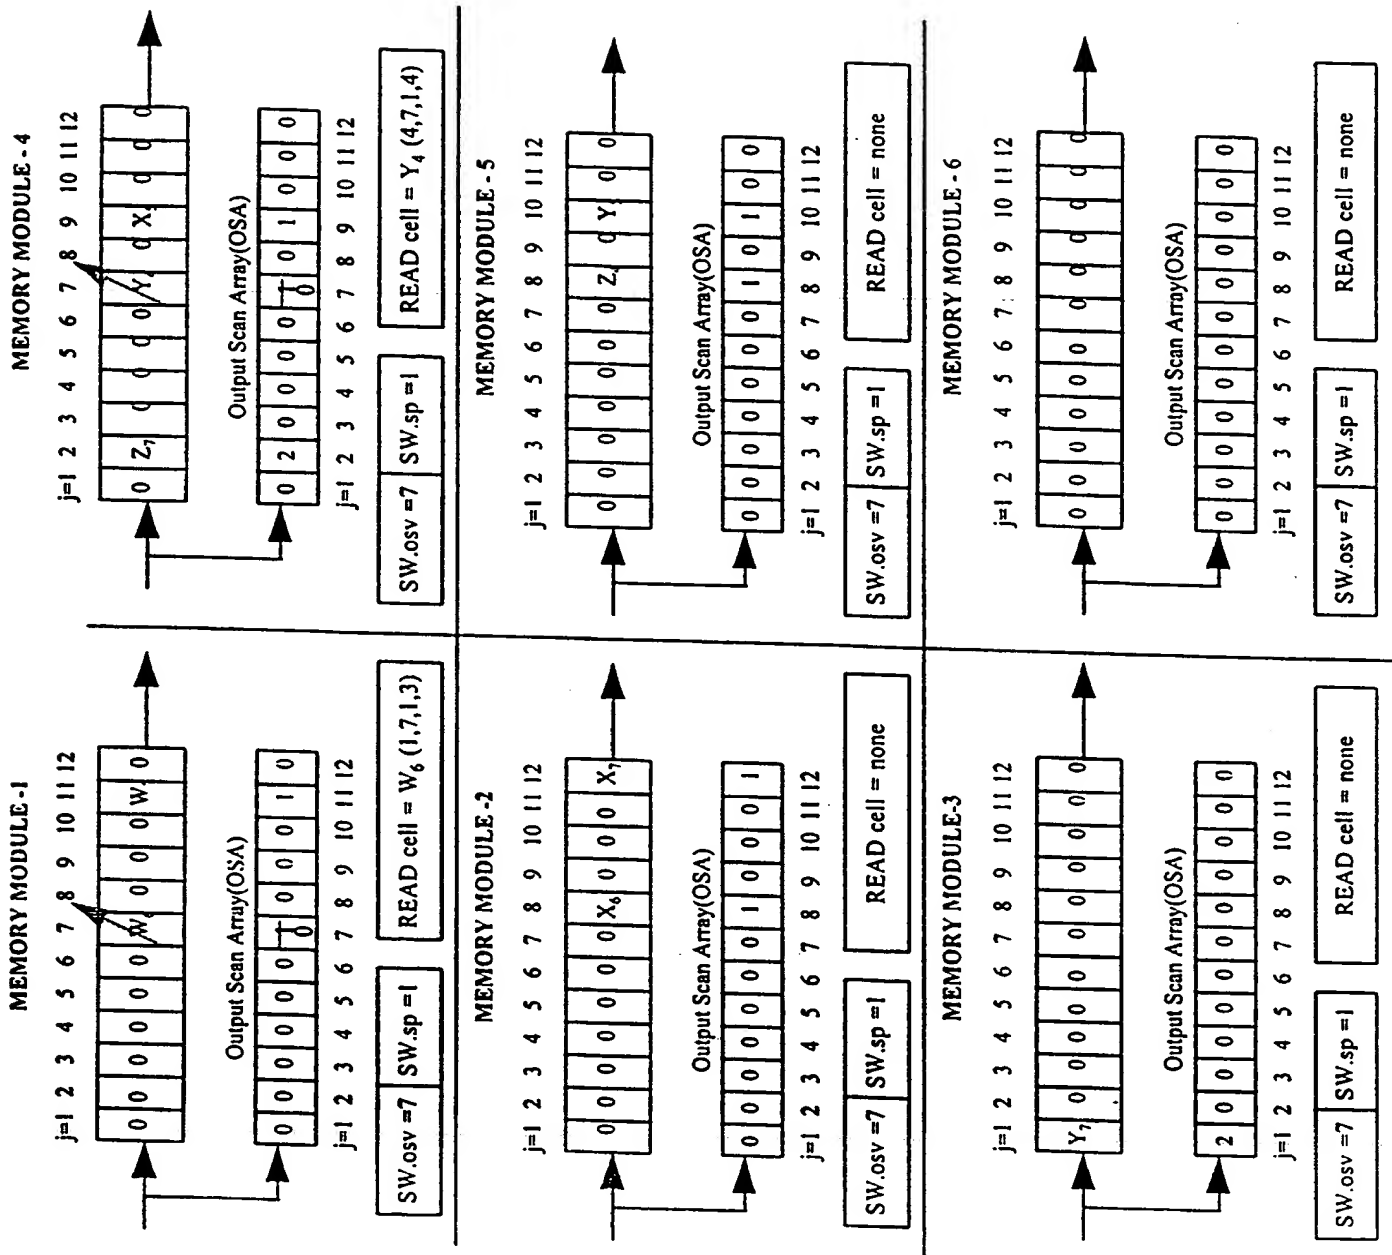 MEMORY MODULE -1
j=1 2 3 4 5 6 7 8 9 10 11 12
0 0 0 0 0 0 W 0 0 0 W 0
Output Scan Array(OSA)
0 0 0 0 0 0 1 0 0 0 0 1 0
j=1 2 3 4 5 6 7 8 9 10 11 12
SW.osv =7 SW.sp =1 READ cell = W6 (1,7,1,3)
MEMORY MODULE - 4
j=1 2 3 4 5 6 7 8 9 10 11 12
0 Z7 0 0 0 0 Y 0 X 0 0 0
Output Scan Array(OSA)
0 2 0 0 0 0 1 0 0 1 0 0 0
j=1 2 3 4 5 6 7 8 9 10 11 12
SW.osv =7 SW.sp =1 READ cell = Y4 (4,7,1,4)
MEMORY MODULE -2
j=1 2 3 4 5 6 7 8 9 10 11 12
0 0 0 0 0 0 0 X6 0 0 0 X7
Output Scan Array(OSA)
0 0 0 0 0 0 0 1 0 0 0 1
j=1 2 3 4 5 6 7 8 9 10 11 12
SW.osv =7 SW.sp =1 READ cell = none
MEMORY MODULE - 5
j=1 2 3 4 5 6 7 8 9 10 11 12
0 0 0 0 0 0 0 Z 0 Y 0 0
Output Scan Array(OSA)
0 0 0 0 0 0 0 1 0 1 0 0
j=1 2 3 4 5 6 7 8 9 10 11 12
SW.osv =7 SW.sp =1 READ cell = none
MEMORY MODULE-3
j=1 2 3 4 5 6 7 8 9 10 11 12
Y7 0 0 0 0 0 0 0 0 0 0 0
Output Scan Array(OSA)
2 0 0 0 0 0 0 0 0 0 0 0
j=1 2 3 4 5 6 7 8 9 10 11 12
SW.osv =7 SW.sp =1 READ cell = none
MEMORY MODULE - 6
j=1 2 3 4 5 6 7 8 9 10 11 12
0 0 0 0 0 0 0 0 0 0 0 0
Output Scan Array(OSA)
0 0 0 0 0 0 0 0 0 0 0 0
j=1 2 3 4 5 6 7 8 9 10 11 12
SW.osv =7 SW.sp =1 READ cell = none